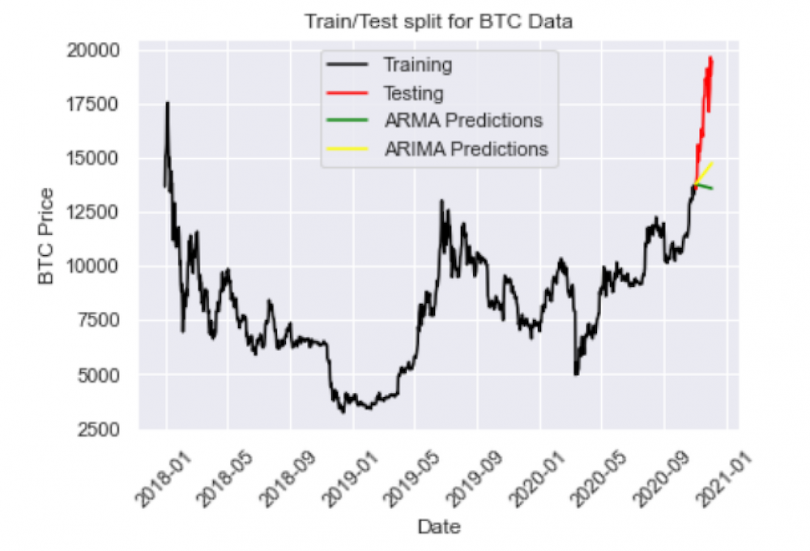 Train/Test split for BTC Data
20000
17500
15000
12500
10000
7500
5000
2500
BTC Price
Training
Testing
ARMA Predictions
ARIMA Predictions
2018-01
2018-05
2018-09
2019-01
2019-05
2019-09
2020-01
2020-05
2020-09
2021-01
Date